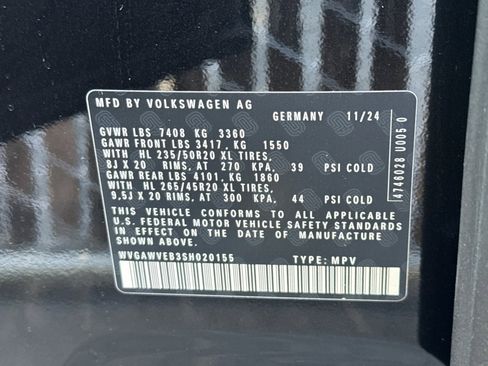 MFD BY VOLKSWAGEN AG
GERMANY 11/24
GVWR LBS 7408 KG 3360
GAWR FRONT LBS 3417, KG 1550
WITH, HL 235/50R20 XL TIRES,
8J X 20 RIMS, AT 270 KPA, 39 PSI COLD
GAWR REAR LBS 4101, KG 1860
WITH, HL 265/45R20 XL TIRES,
9,5J X 20 RIMS, AT 300 KPA, 44 PSI COLD
THIS VEHICLE CONFORMS TO ALL APPLICABLE
U.S. FEDERAL MOTOR VEHICLE SAFETY STANDARDS
IN EFFECT ON THE DATE OF MANUFACTURE
SHOWN ABOVE.
WVGAWVEB3SH020155 TYPE: MPV
4746028 U005 0